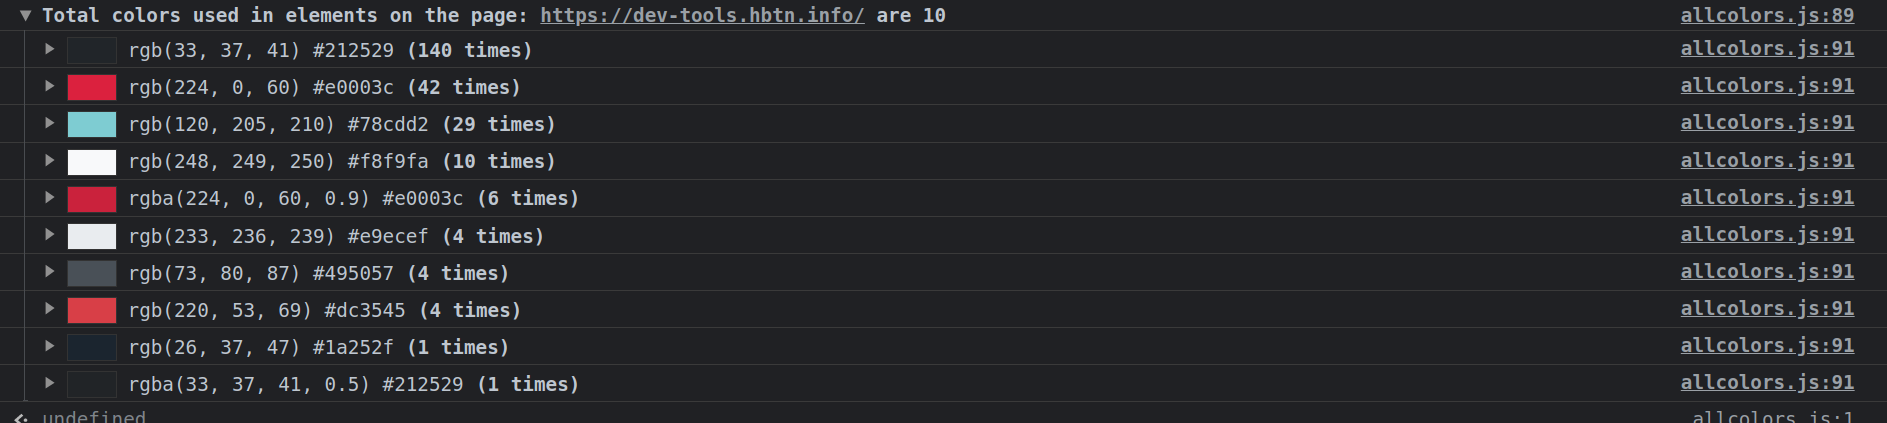 Total colors used in elements on the page: https://dev-tools.hbtn.info/ are 10 allcolors.js:89
rgb(33, 37, 41) #212529 (140 times) allcolors.js:91
rgb(224, 0, 60) #e0003c (42 times) allcolors.js:91
rgb(120, 205, 210) #78cdd2 (29 times) allcolors.js:91
rgb(248, 249, 250) #f8f9fa (10 times) allcolors.js:91
rgba(224, 0, 60, 0.9) #e0003c (6 times) allcolors.js:91
rgb(233, 236, 239) #e9ecef (4 times) allcolors.js:91
rgb(73, 80, 87) #495057 (4 times) allcolors.js:91
rgb(220, 53, 69) #dc3545 (4 times) allcolors.js:91
rgb(26, 37, 47) #1a252f (1 times) allcolors.js:91
rgba(33, 37, 41, 0.5) #212529 (1 times) allcolors.js:91
undefined allcolors.js:1